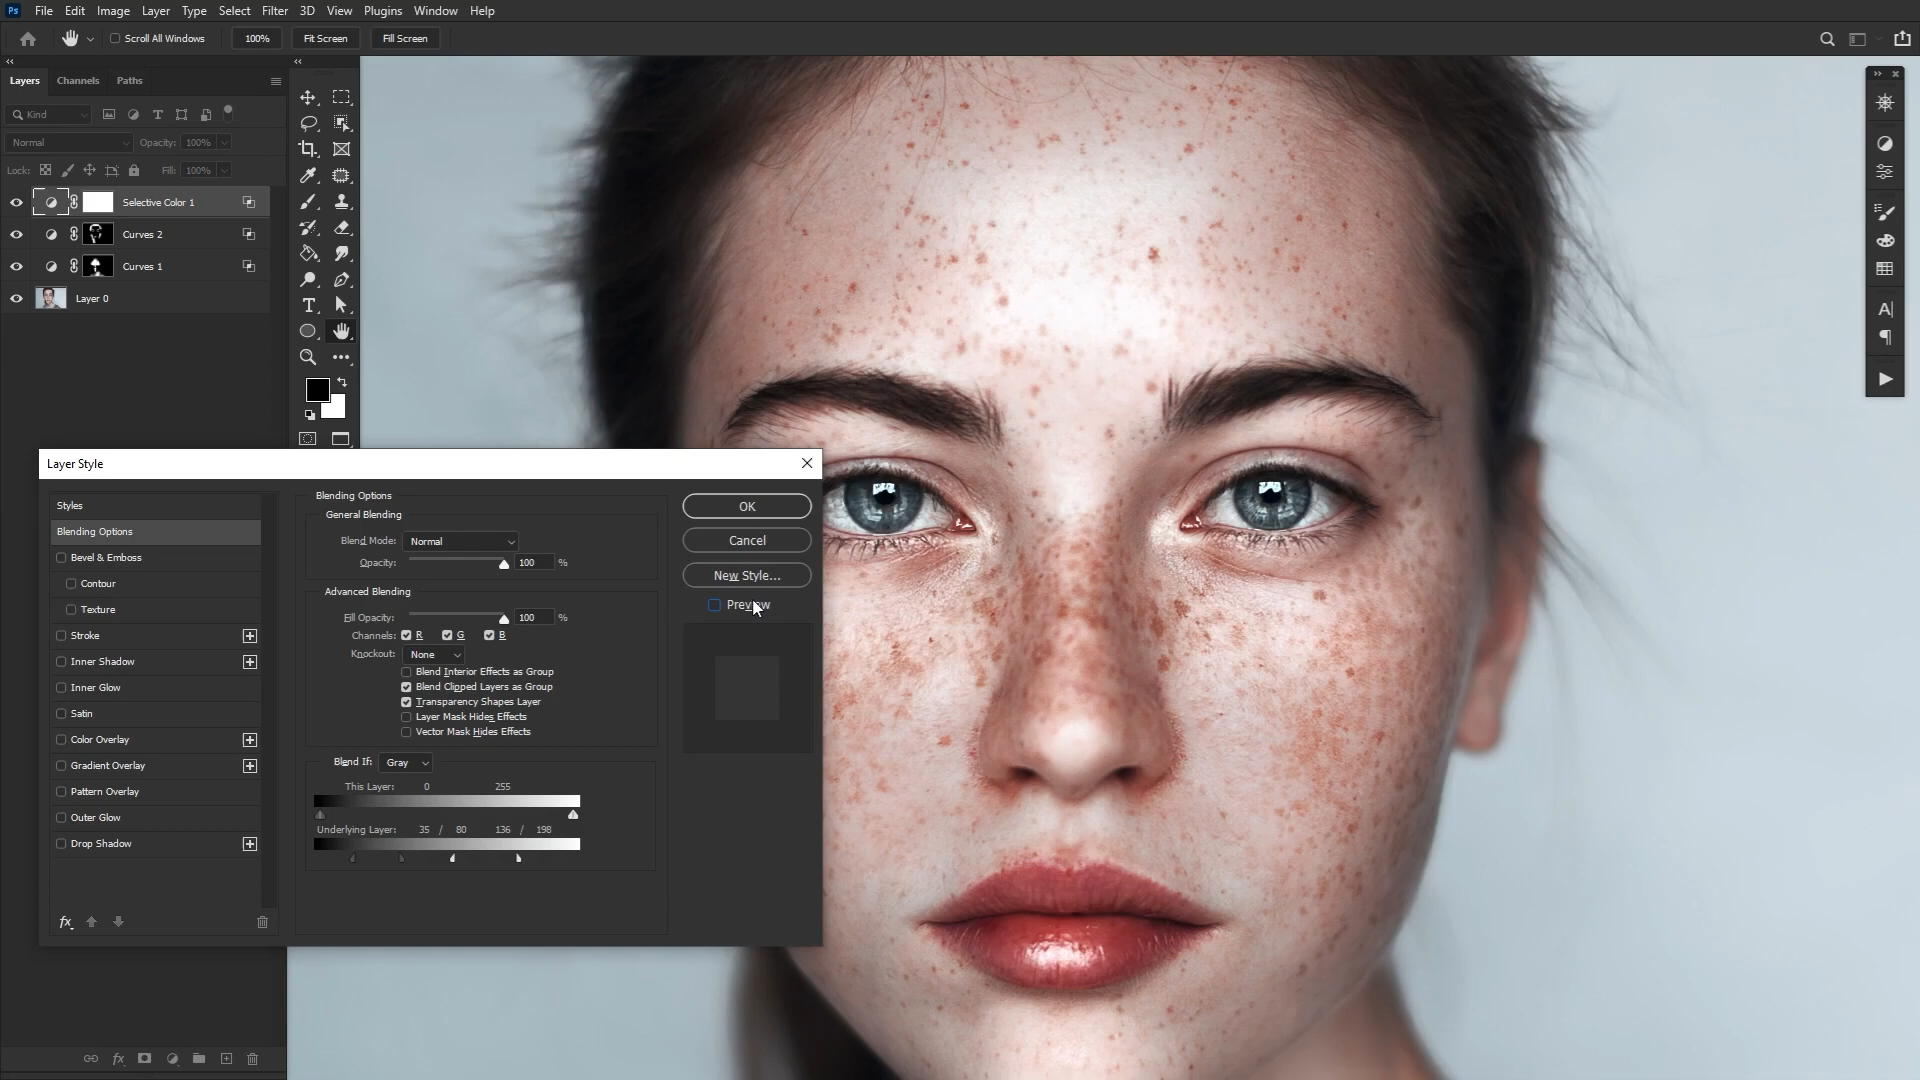 Ps File Edit Image Layer Type Select Filter 3D View Plugins Window Help
Scroll All Windows 100% Fit Screen Fill Screen
Layers Channels Paths
Kind
Normal Opacity: 100%
Lock: Fill: 100%
Selective Color 1
Curves 2
Curves 1
Layer 0
Layer Style
Styles
Blending Options
Bevel & Emboss
Contour
Texture
Stroke
Inner Shadow
Inner Glow
Satin
Color Overlay
Gradient Overlay
Pattern Overlay
Outer Glow
Drop Shadow
fx
Blending Options
General Blending
Blend Mode: Normal
Opacity: 100 %
Advanced Blending
Fill Opacity: 100 %
Channels: R G B
Knockout: None
Blend Interior Effects as Group
Blend Clipped Layers as Group
Transparency Shapes Layer
Layer Mask Hides Effects
Vector Mask Hides Effects
Blend If: Gray
This Layer: 0 255
Underlying Layer: 35 / 80 136 / 198
OK
Cancel
New Style...
Preview
fx